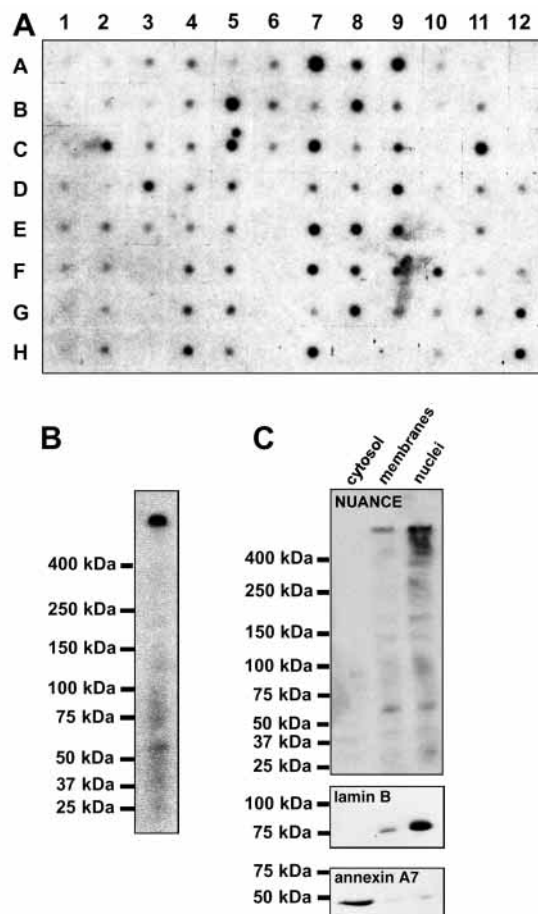 A 1 2 3 4 5 6 7 8 9 10 11 12
A
B
C
D
E
F
G
H
B
400 kDa
250 kDa
150 kDa
100 kDa
75 kDa
50 kDa
37 kDa
25 kDa
C
cytosol
membranes
nuclei
NUANCE
400 kDa
250 kDa
150 kDa
100 kDa
75 kDa
50 kDa
37 kDa
25 kDa
lamin B
100 kDa
75 kDa
annexin A7
75 kDa
50 kDa